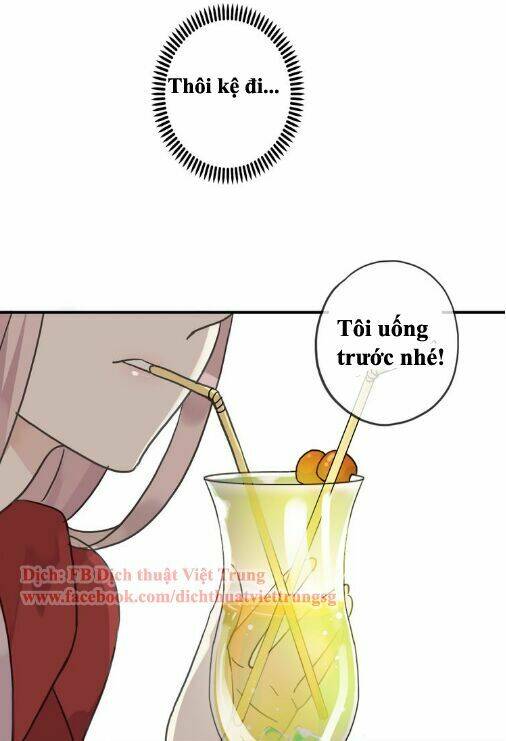 Thôi kệ đi...
Tôi uống
trước nhé!
Dịch: FB Dịch thuật Việt Trung
www.facebook.com/dichthuatviettrungsg